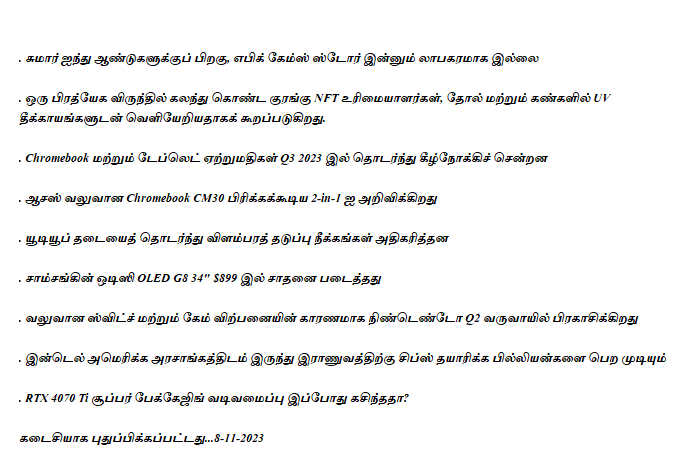 . சுமார் ஐந்து ஆண்டுகளுக்குப் பிறகு, எபிக் கேம்ஸ் ஸ்டோர் இன்னும் லாபகரமாக இல்லை
. ஒரு பிரத்யேக விருந்தில் கலந்து கொண்ட குரங்கு NFT உரிமையாளர்கள், தோல் மற்றும் கண்களில் UV
தீக்காயங்களுடன் வெளியேறியதாகக் கூறப்படுகிறது.
. Chromebook மற்றும் டேப்லெட் ஏற்றுமதிகள் Q3 2023 இல் தொடர்ந்து கீழ்நோக்கிச் சென்றன
. ஆசஸ் வலுவான Chromebook CM30 பிரிக்கக்கூடிய 2-in-1 ஐ அறிவிக்கிறது
. யூடியூப் தடையைத் தொடர்ந்து விளம்பரத் தடுப்பு நீக்கங்கள் அதிகரித்தன
. சாம்சங்கின் ஒடிஸி OLED G8 34" $899 இல் சாதனை படைத்தது
. வலுவான ஸ்விட்ச் மற்றும் கேம் விற்பனையின் காரணமாக நிண்டெண்டோ Q2 வருவாயில் பிரகாசிக்கிறது
. இன்டெல் அமெரிக்க அரசாங்கத்திடம் இருந்து இராணுவத்திற்கு சிப்ஸ் தயாரிக்க பில்லியன்களை பெற முடியும்
. RTX 4070 Ti சூப்பர் பேக்கேஜிங் வடிவமைப்பு இப்போது கசிந்ததா?
கடைசியாக புதுப்பிக்கப்பட்டது...8-11-2023